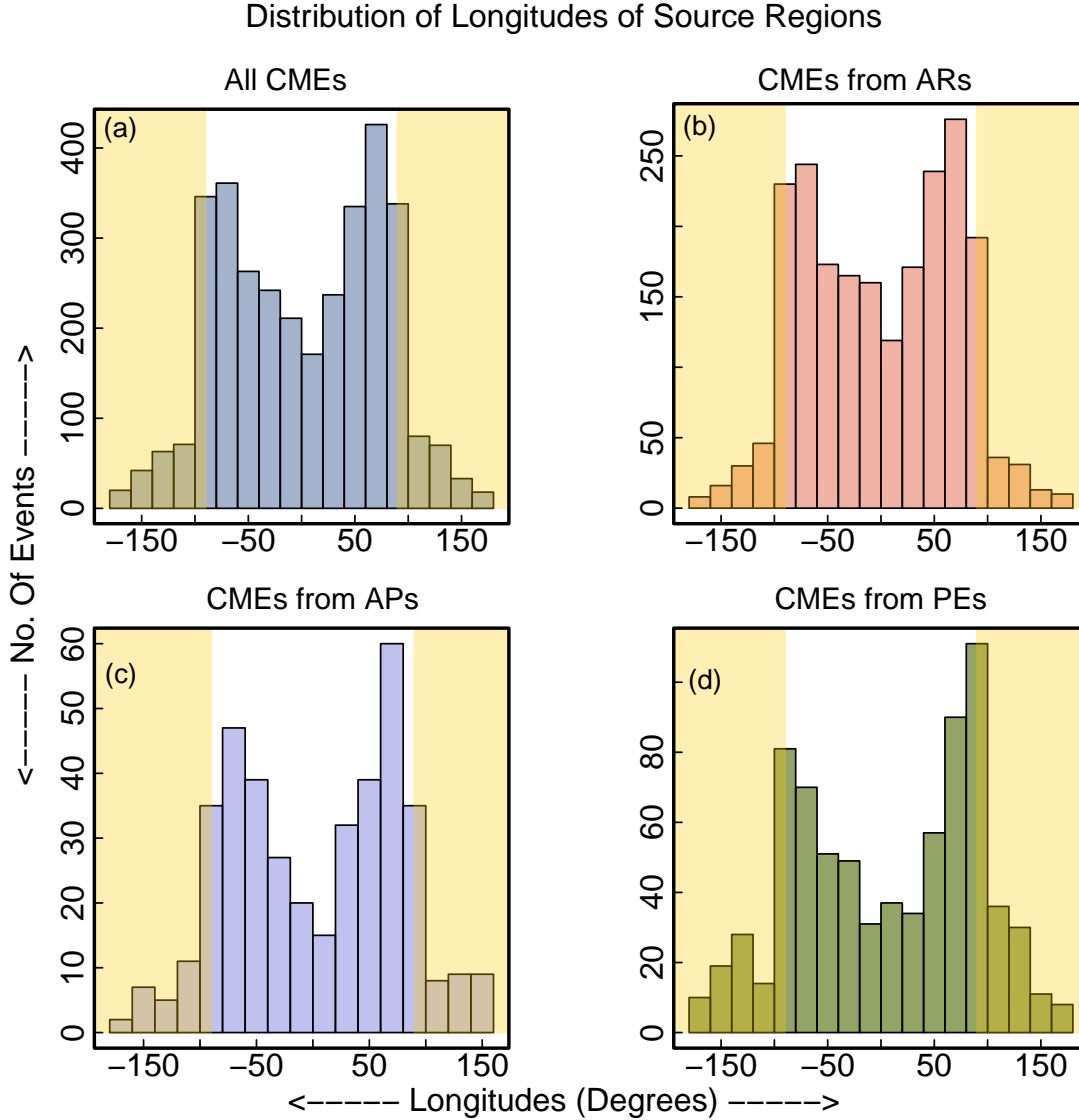 Distribution of Longitudes of Source Regions
All CMEs
CMEs from ARs
(a)
0 100 200 300 400
−150 −50 50 150
(b)
0 50 150 250
−150 −50 50 150
CMEs from APs
CMEs from PEs
(c)
0 10 20 30 40 50 60
−150 −50 50 150
(d)
0 20 40 60 80
−150 −50 50 150
<−−−−− No. Of Events −−−−−>
<−−−−− Longitudes (Degrees) −−−−−>